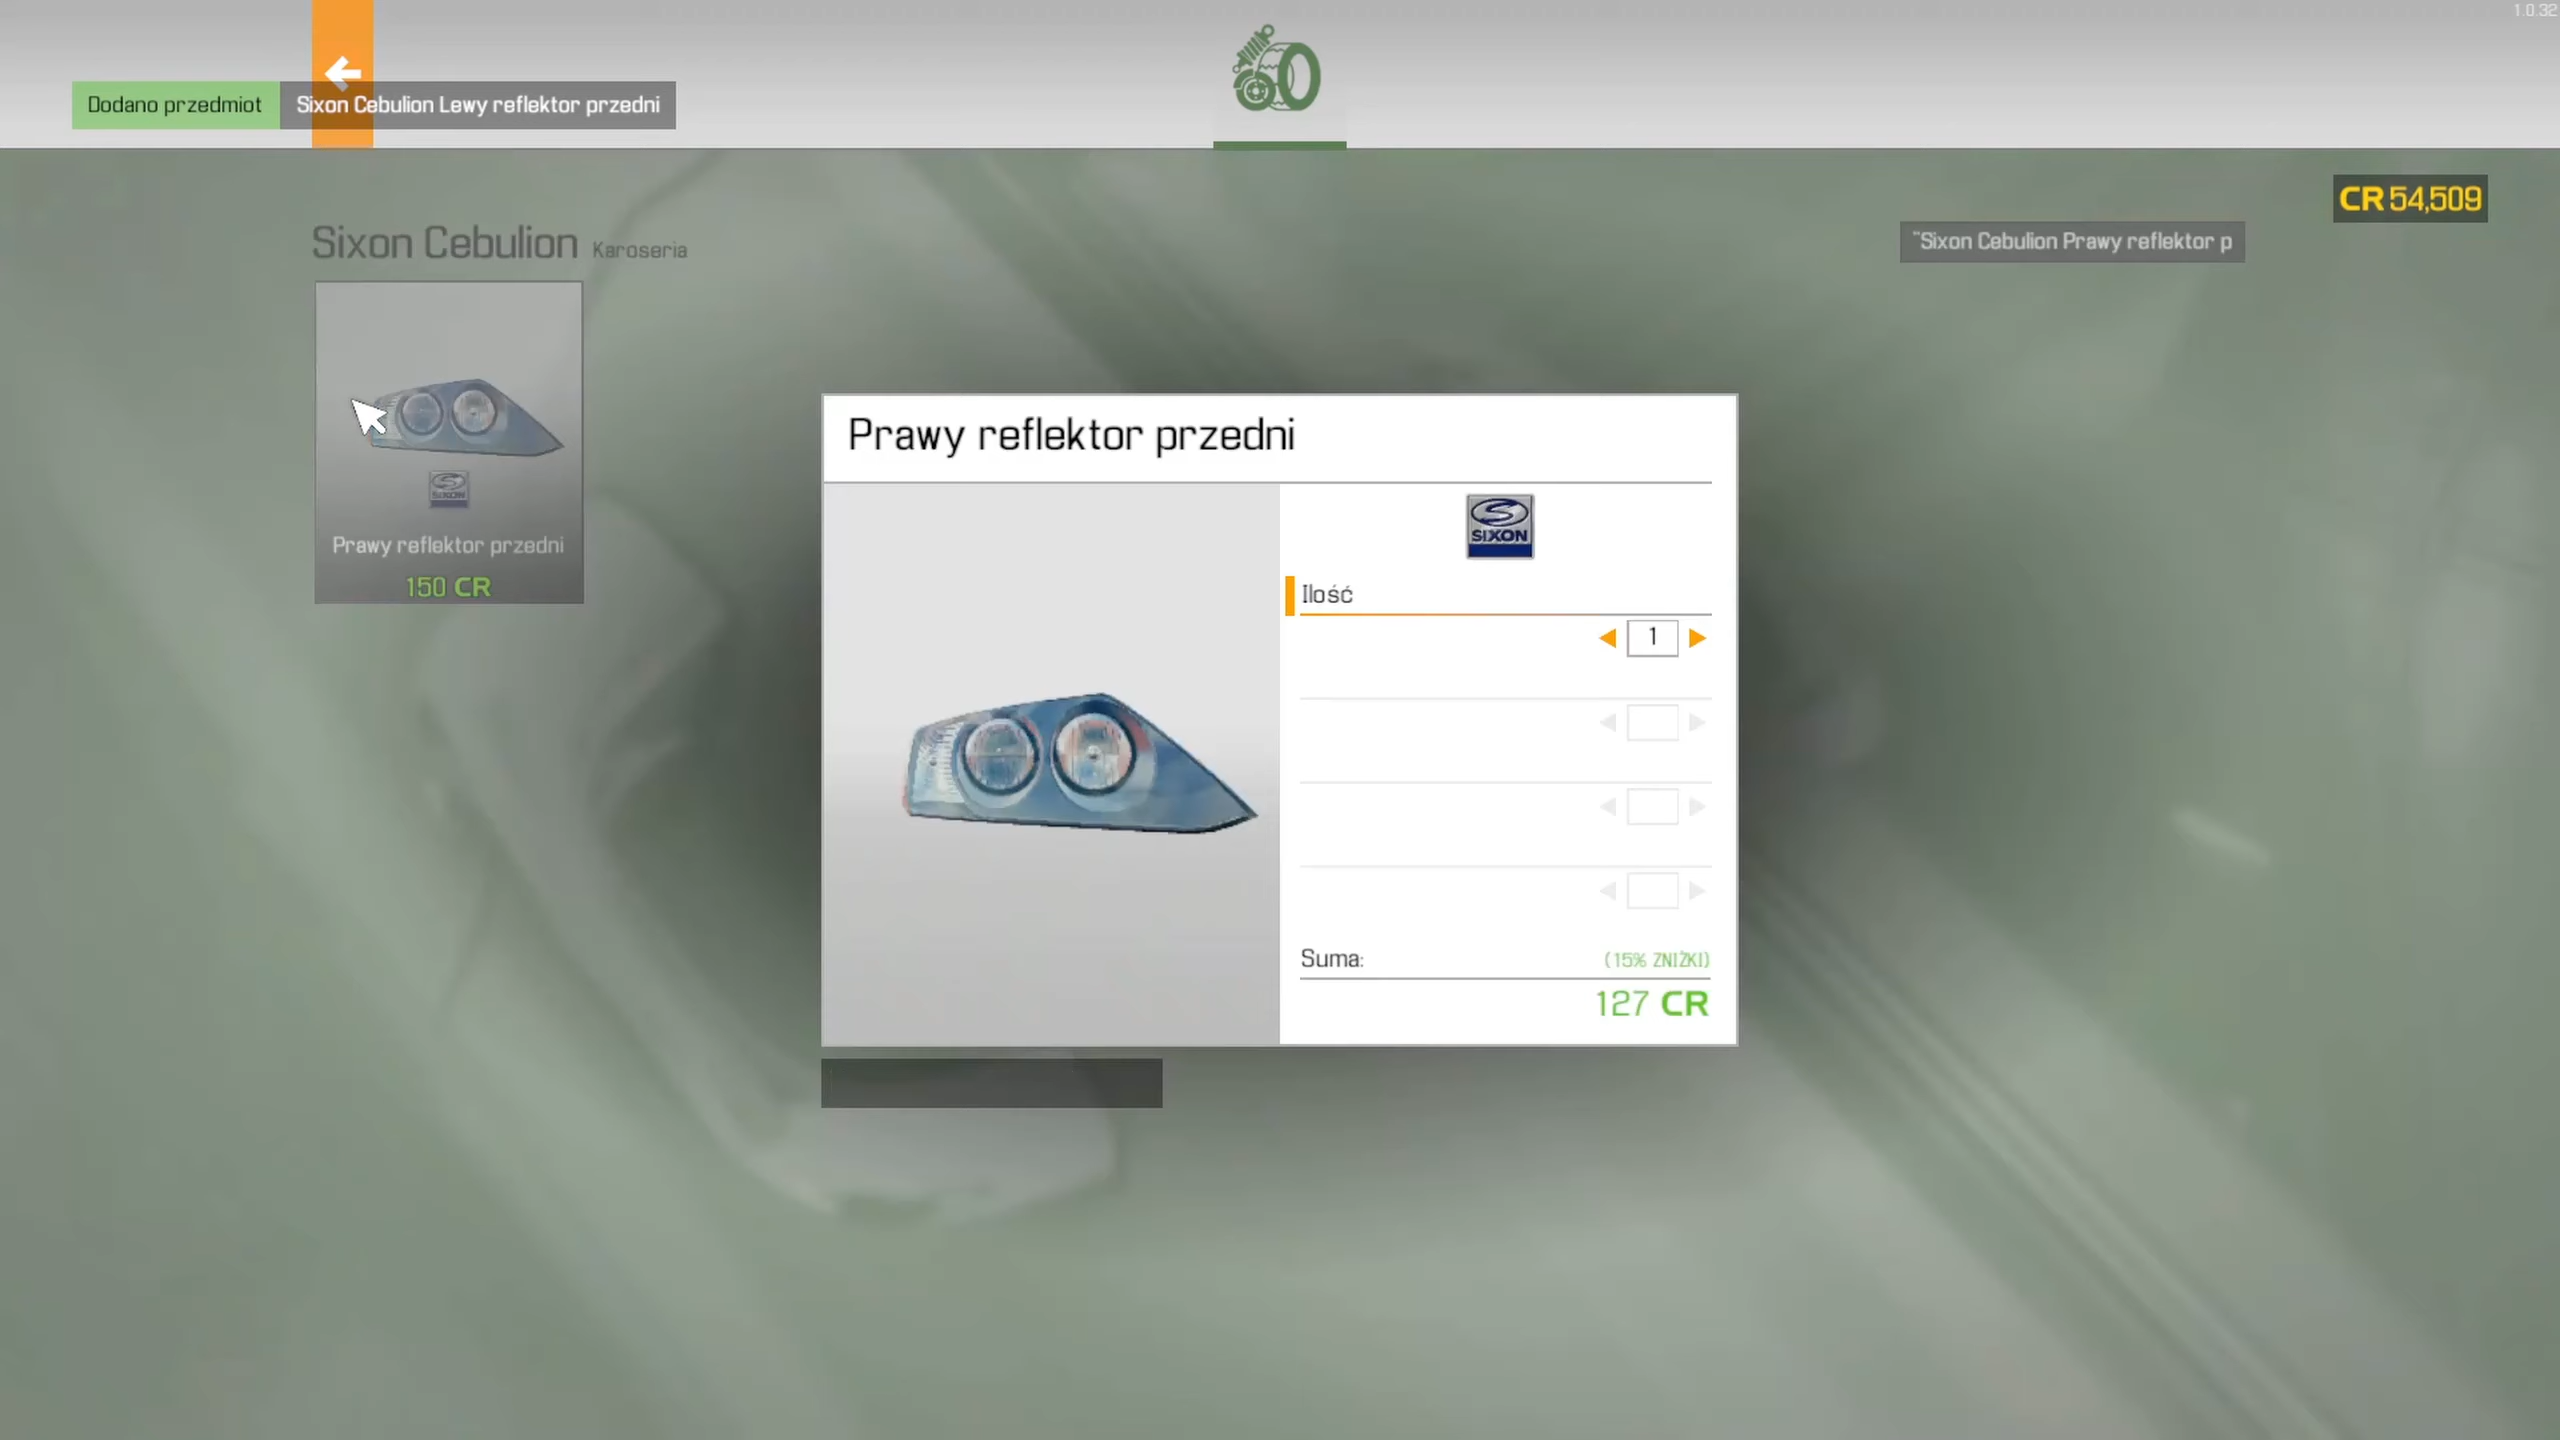 1.0.32
Dodano przedmiot
Sixon Cebulion Lewy reflektor przedni
CR 54,509
"Sixon Cebulion Prawy reflektor p
Sixon Cebulion Karoseria
SIXON
Prawy reflektor przedni
150 CR
Prawy reflektor przedni
SIXON
Ilość
1
Suma:
(15% ZNIŻKI)
127 CR